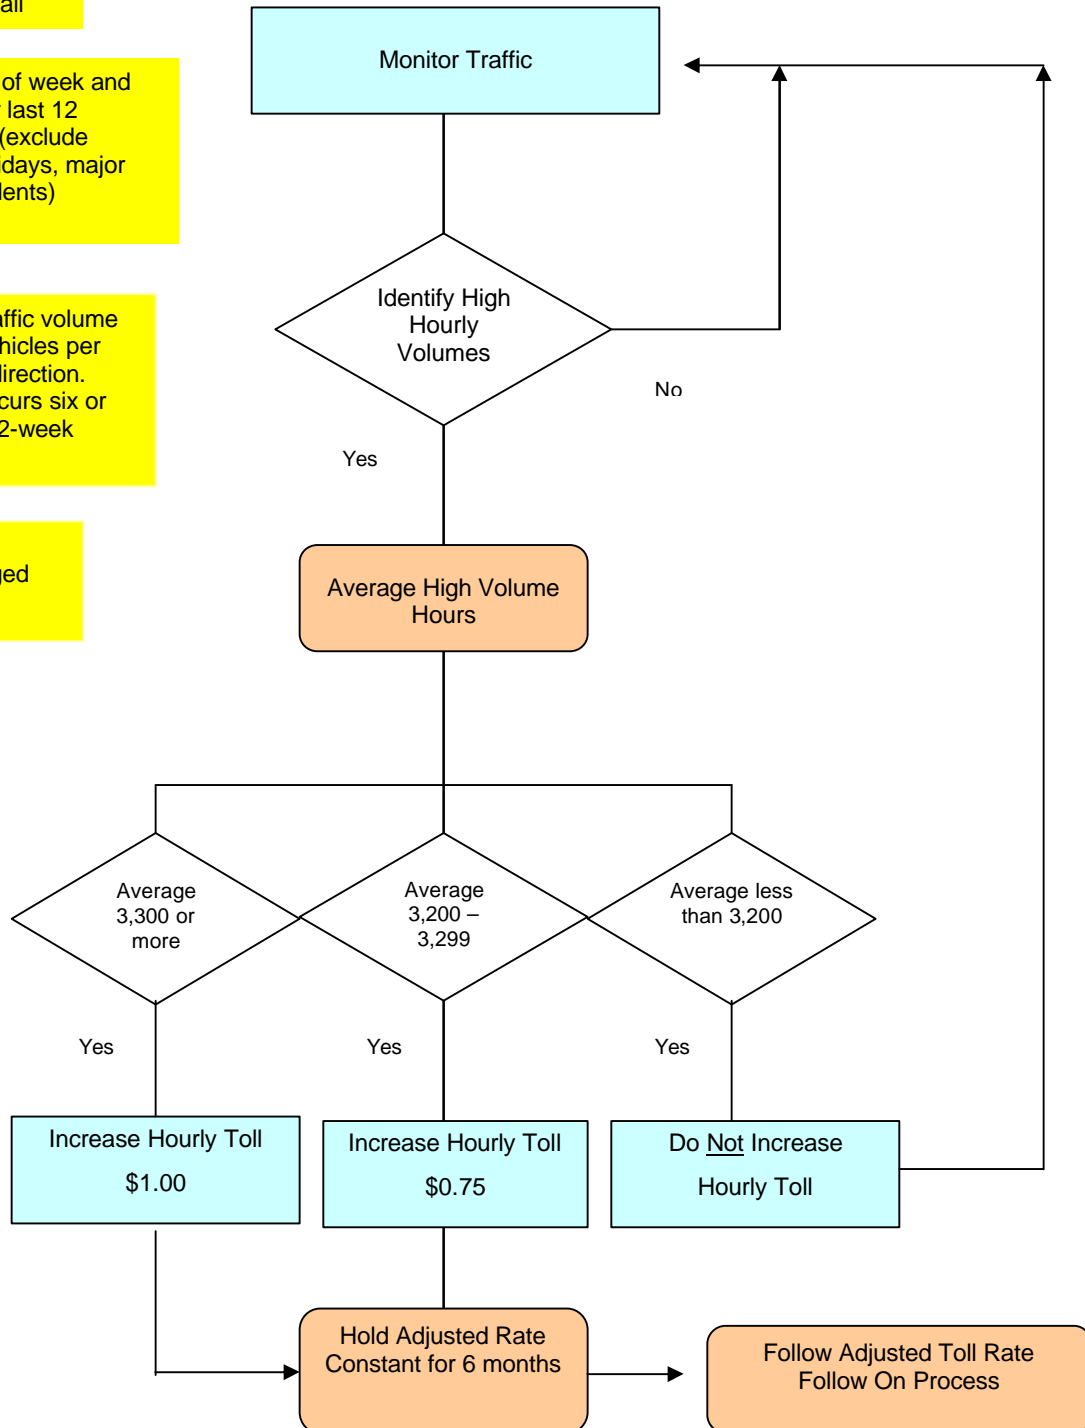 all
Monitor Traffic
of week and
last 12
(exclude
idays, major
dents)
Identify High
Hourly
Volumes
affic volume
hicles per
direction.
curs six or
2-week
No
Yes
ged
Average High Volume
Hours
Average
3,300 or
more
Average
3,200 –
3,299
Average less
than 3,200
Yes
Yes
Yes
Increase Hourly Toll
$1.00
Increase Hourly Toll
$0.75
Do Not Increase
Hourly Toll
Hold Adjusted Rate
Constant for 6 months
Follow Adjusted Toll Rate
Follow On Process